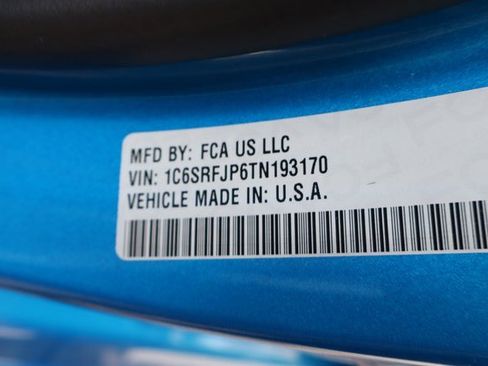 MFD BY: FCA US LLC
VIN: 1C6SRFJP6TN193170
VEHICLE MADE IN: U.S.A.